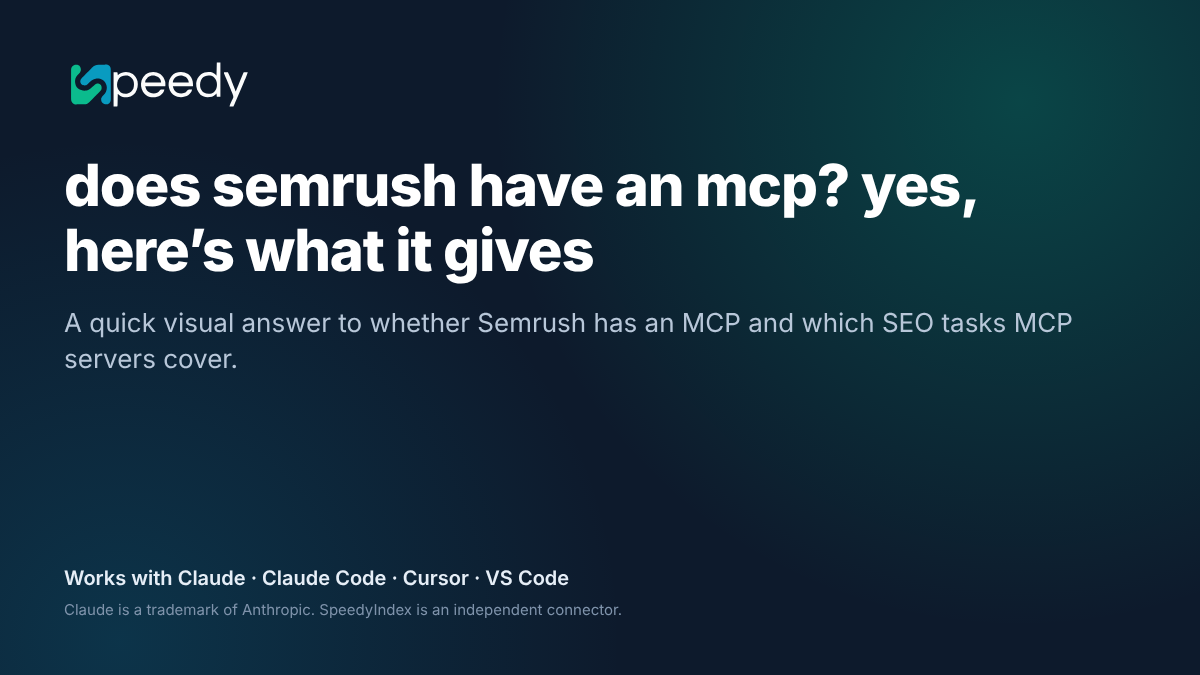 Speedy
does semrush have an mcp? yes,
here’s what it gives
A quick visual answer to whether Semrush has an MCP and which SEO tasks MCP
servers cover.
Works with Claude · Claude Code · Cursor · VS Code
Claude is a trademark of Anthropic. SpeedyIndex is an independent connector.